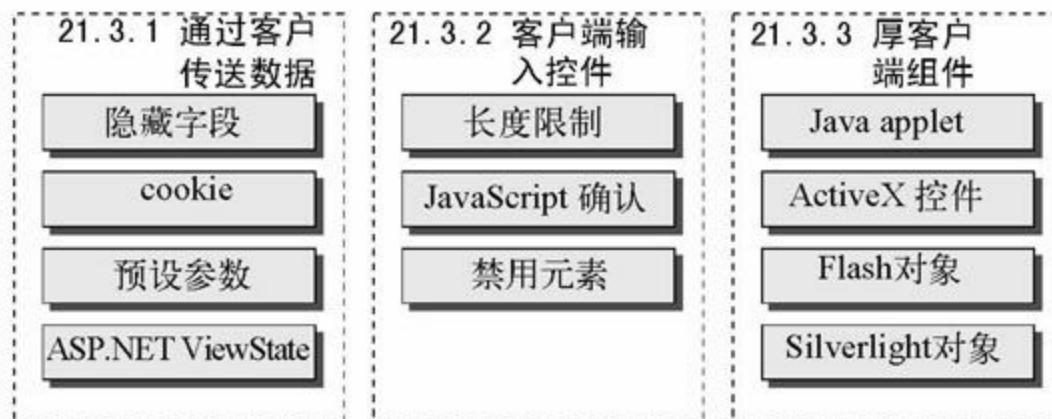 21.3.1 通过客户
传送数据
隐藏字段
cookie
预设参数
ASP.NET ViewState
21.3.2 客户端输
入控件
长度限制
JavaScript 确认
禁用元素
21.3.3 厚客户
端组件
Java applet
ActiveX 控件
Flash对象
Silverlight对象